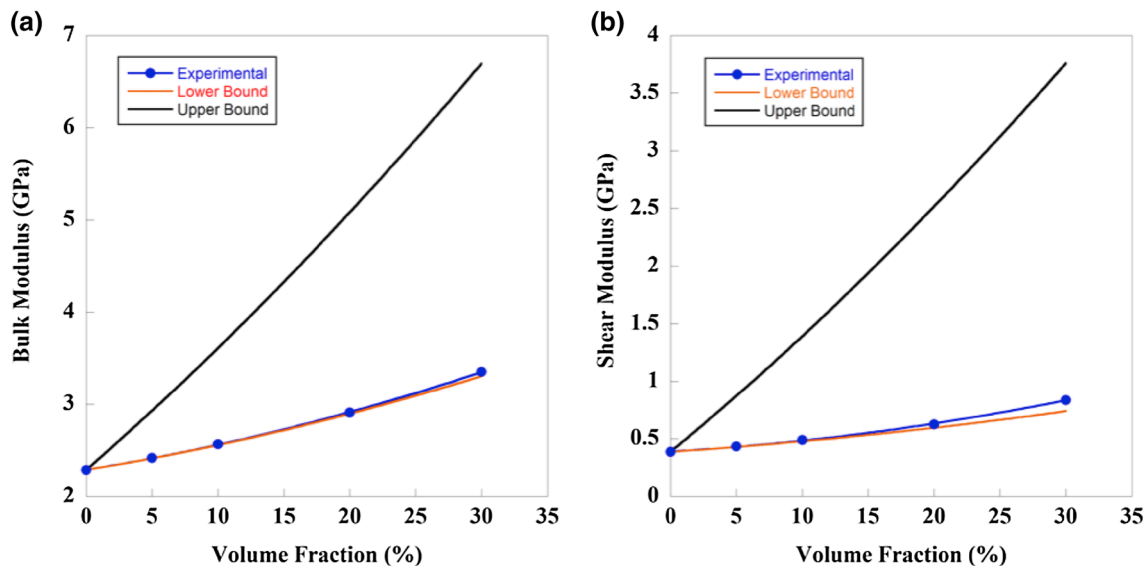 (a)
7
6
5
4
3
2
Bulk Modulus (GPa)
Experimental
Lower Bound
Upper Bound
0 5 10 15 20 25 30 35
Volume Fraction (%)
(b)
4
3.5
3
2.5
2
1.5
1
0.5
0
Shear Modulus (GPa)
Experimental
Lower Bound
Upper Bound
0 5 10 15 20 25 30 35
Volume Fraction (%)